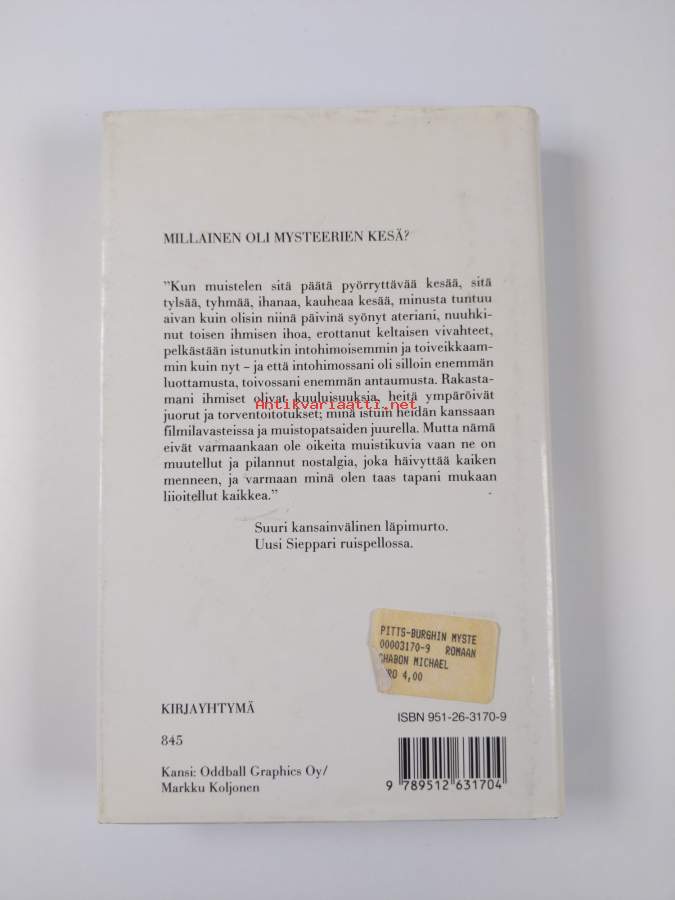 MILLAINEN OLI MYSTEERIEN KESÄ?
”Kun muistelen sitä päätä pyörryttävää kesää, sitä
tylsää, tyhmää, ihanaa, kauheaa kesää, minusta tuntuu
aivan kuin olisin niinä päivinä syönyt ateriani, nuuhki-
nut toisen ihmisen ihoa, erottanut keltaisen vivahteet,
pelkästään istunutkin intohimoisemmin ja toiveikkaam-
min kuin nyt – ja että intohimossani oli silloin enemmän
luottamusta, toivossani enemmän antaumusta. Rakasta-
mani ihmiset olivat kuuluisuuksia, heitä ympäröivät
Antikvariaatti.net
juorut ja torventoitotukset; minä istuin heidän kanssaan
filmilavasteissa ja muistopatsaiden juurella. Mutta nämä
eivät varmaankaan ole oikeita muistikuvia vaan ne on
muutellut ja pilannut nostalgia, joka häivyttää kaiken
menneen, ja varmaan minä olen taas tapani mukaan
liioitellut kaikkea.”
Suuri kansainvälinen läpimurto.
Uusi Sieppari ruispellossa.
PITTS-BURGHIN MYSTE
00003170-9 ROMAAN
CHABON MICHAEL
4,00
KIRJAYHTYMÄ
ISBN 951-26-3170-9
845
Kansi: Oddball Graphics Oy/
Markku Koljonen
9 789512 631704